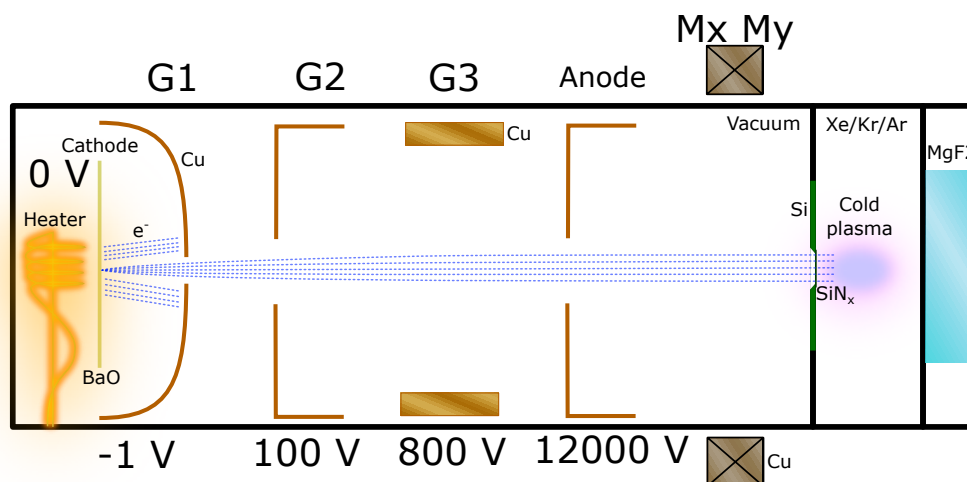 Mx My
G1 G2 G3 Anode
Vacuum Xe/Kr/Ar
Cu
Cathode
Cu
MgF2
0 V
Heater
e-
Si
Cold
plasma
SiNx
BaO
-1 V 100 V 800 V 12000 V
Cu